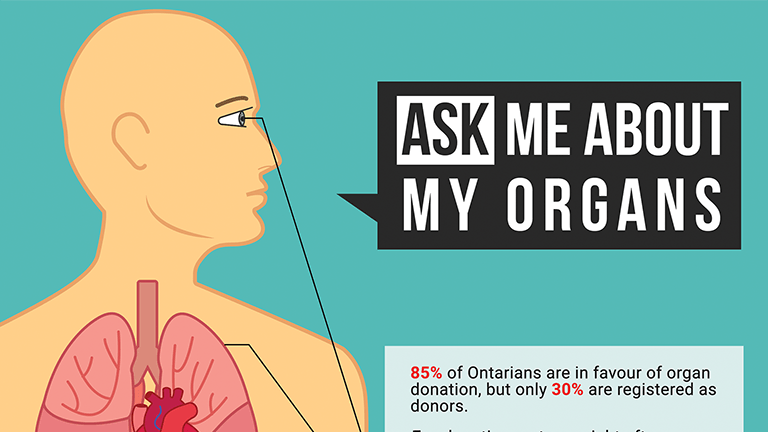 ASK ME ABOUT
MY ORGANS
85% of Ontarians are in favour of organ
donation, but only 30% are registered as
donors.